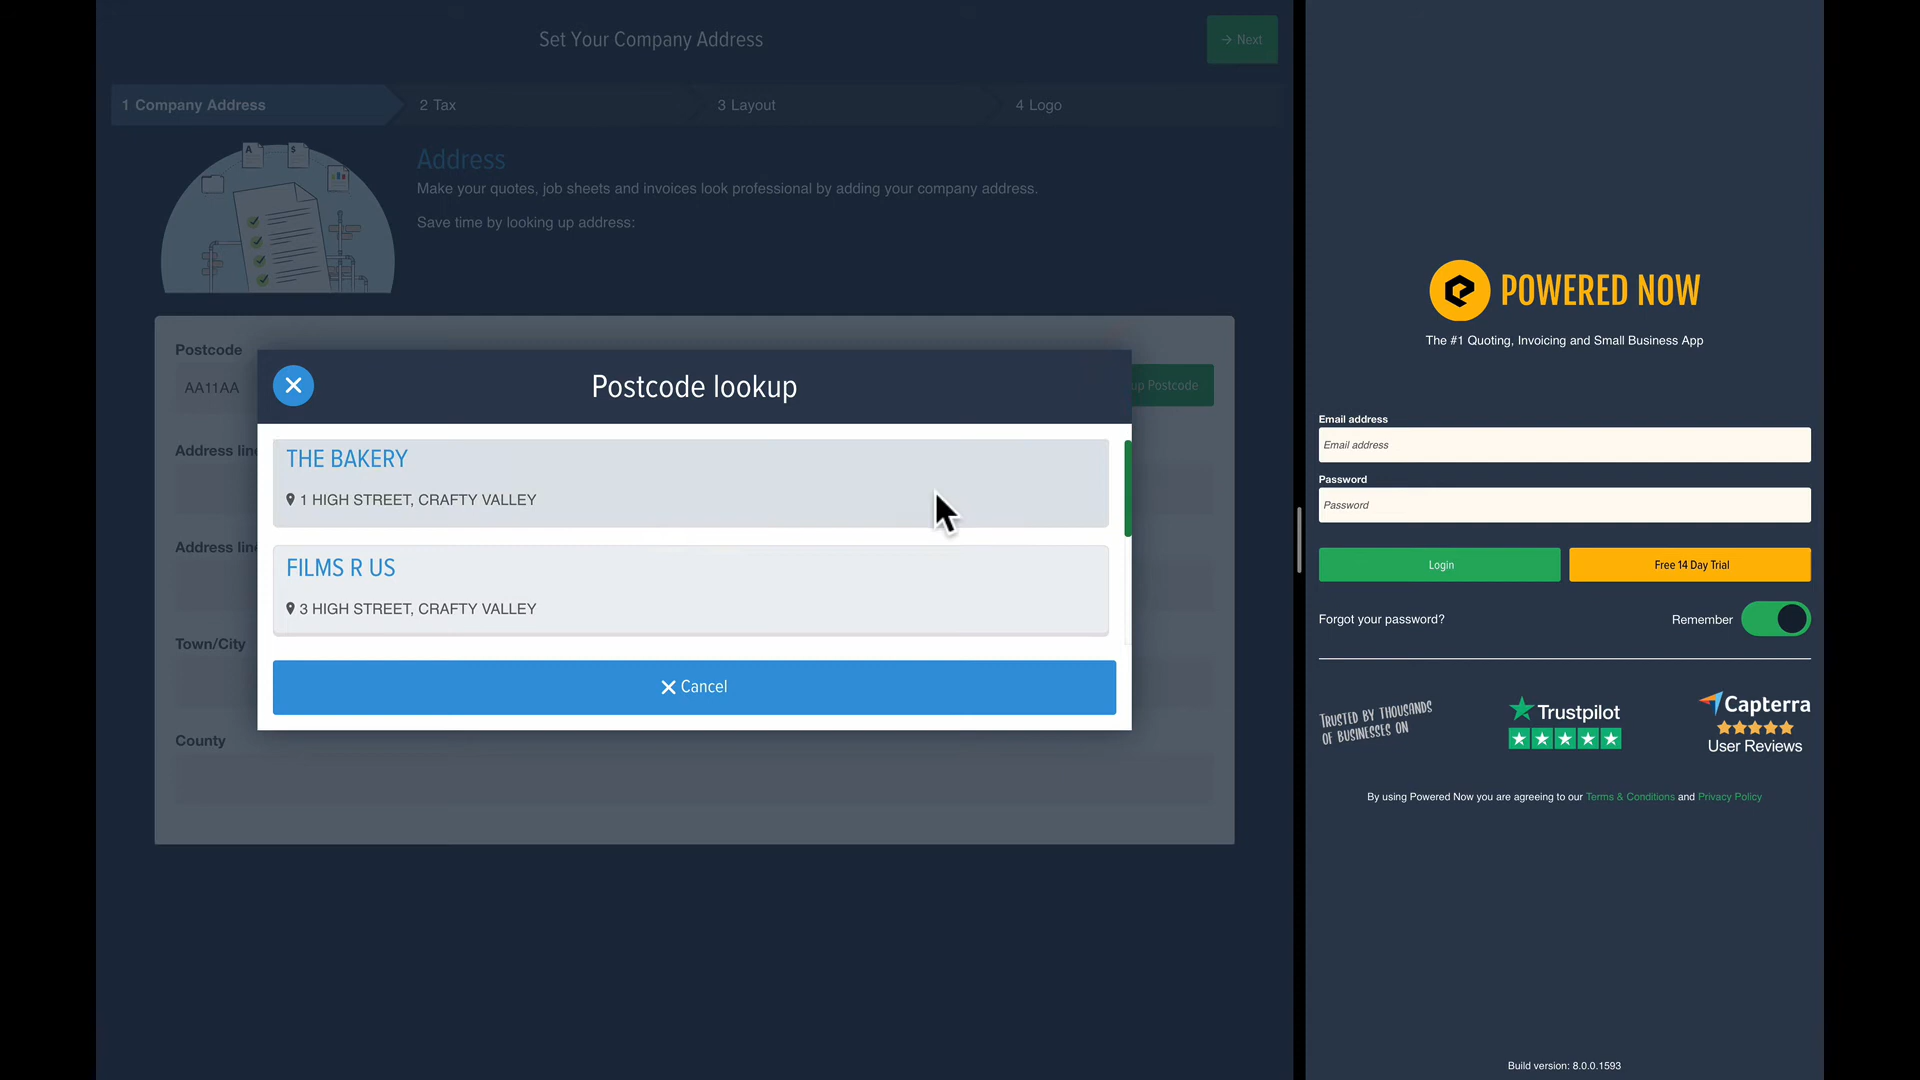 Set Your Company Address
→ Next
1 Company Address
2 Tax
3 Layout
4 Logo
A
$
Address
Make your quotes, job sheets and invoices look professional by adding your company address.
Save time by looking up address:
Postcode
AA11AA
up Postcode
Postcode lookup
THE BAKERY
1 HIGH STREET, CRAFTY VALLEY
FILMS R US
3 HIGH STREET, CRAFTY VALLEY
Cancel
Address line
Address line
Town/City
County
POWERED NOW
The #1 Quoting, Invoicing and Small Business App
Email address
Email address
Password
Password
Login
Free 14 Day Trial
Forgot your password?
Remember
TRUSTED BY THOUSANDS
OF BUSINESSES ON
Trustpilot
Capterra
User Reviews
By using Powered Now you are agreeing to our Terms & Conditions and Privacy Policy
Build version: 8.0.0.1593